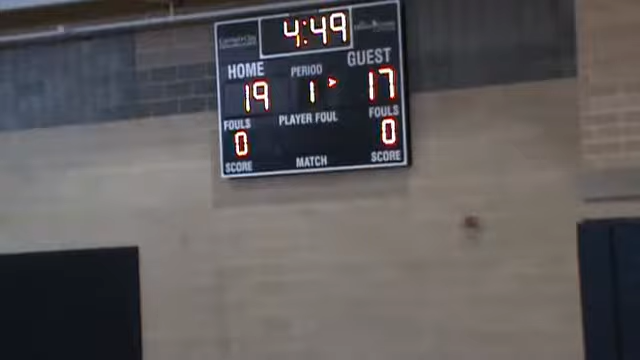 4:49
HOME PERIOD GUEST
19 1 17
FOULS PLAYER FOUL FOULS
0 0
SCORE MATCH SCORE